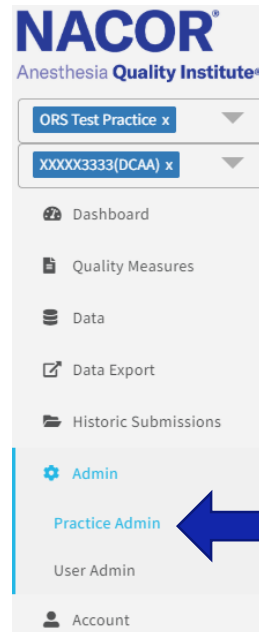 NACOR®
Anesthesia Quality Institute®
ORS Test Practice x
XXXXX3333(DCAA) x
Dashboard
Quality Measures
Data
Data Export
Historic Submissions
Admin
Practice Admin
User Admin
Account